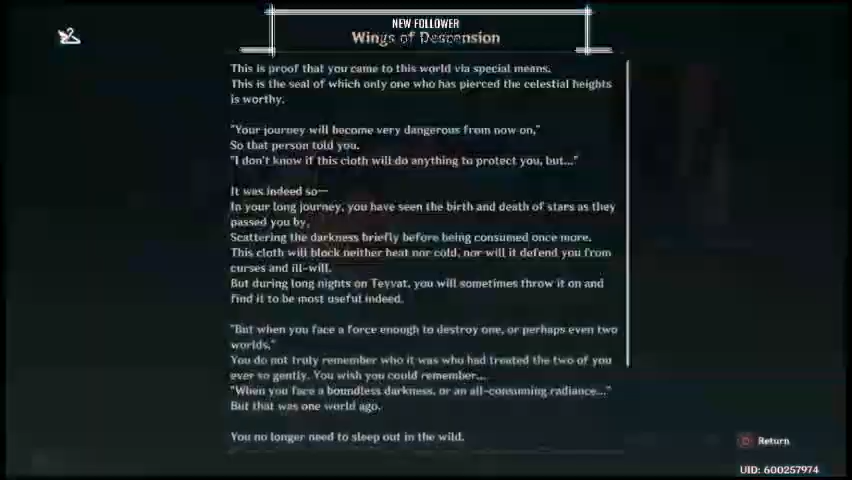 NEW FOLLOWER
Wings of Descension
This is proof that you came to this world via special means.
This is the seal of which only one who has pierced the celestial heights
is worthy.
"Your journey will become very dangerous from now on,"
So that person told you.
"I don't know if this cloth will do anything to protect you, but..."
It was indeed so—
In your long journey, you have seen the birth and death of stars as they
passed you by,
Scattering the darkness briefly before being consumed once more.
This cloth will block neither heat nor cold, nor will it defend you from
curses and ill-will.
But during long nights on Teyvat, you will sometimes throw it on and
find it to be most useful indeed.
"But when you face a force enough to destroy one, or perhaps even two
worlds,"
You do not truly remember who it was who had treated the two of you
ever so gently. You wish you could remember...
"When you face a boundless darkness, or an all-consuming radiance..."
But that was one world ago.
You no longer need to sleep out in the wild.
Return
UID: 600257974